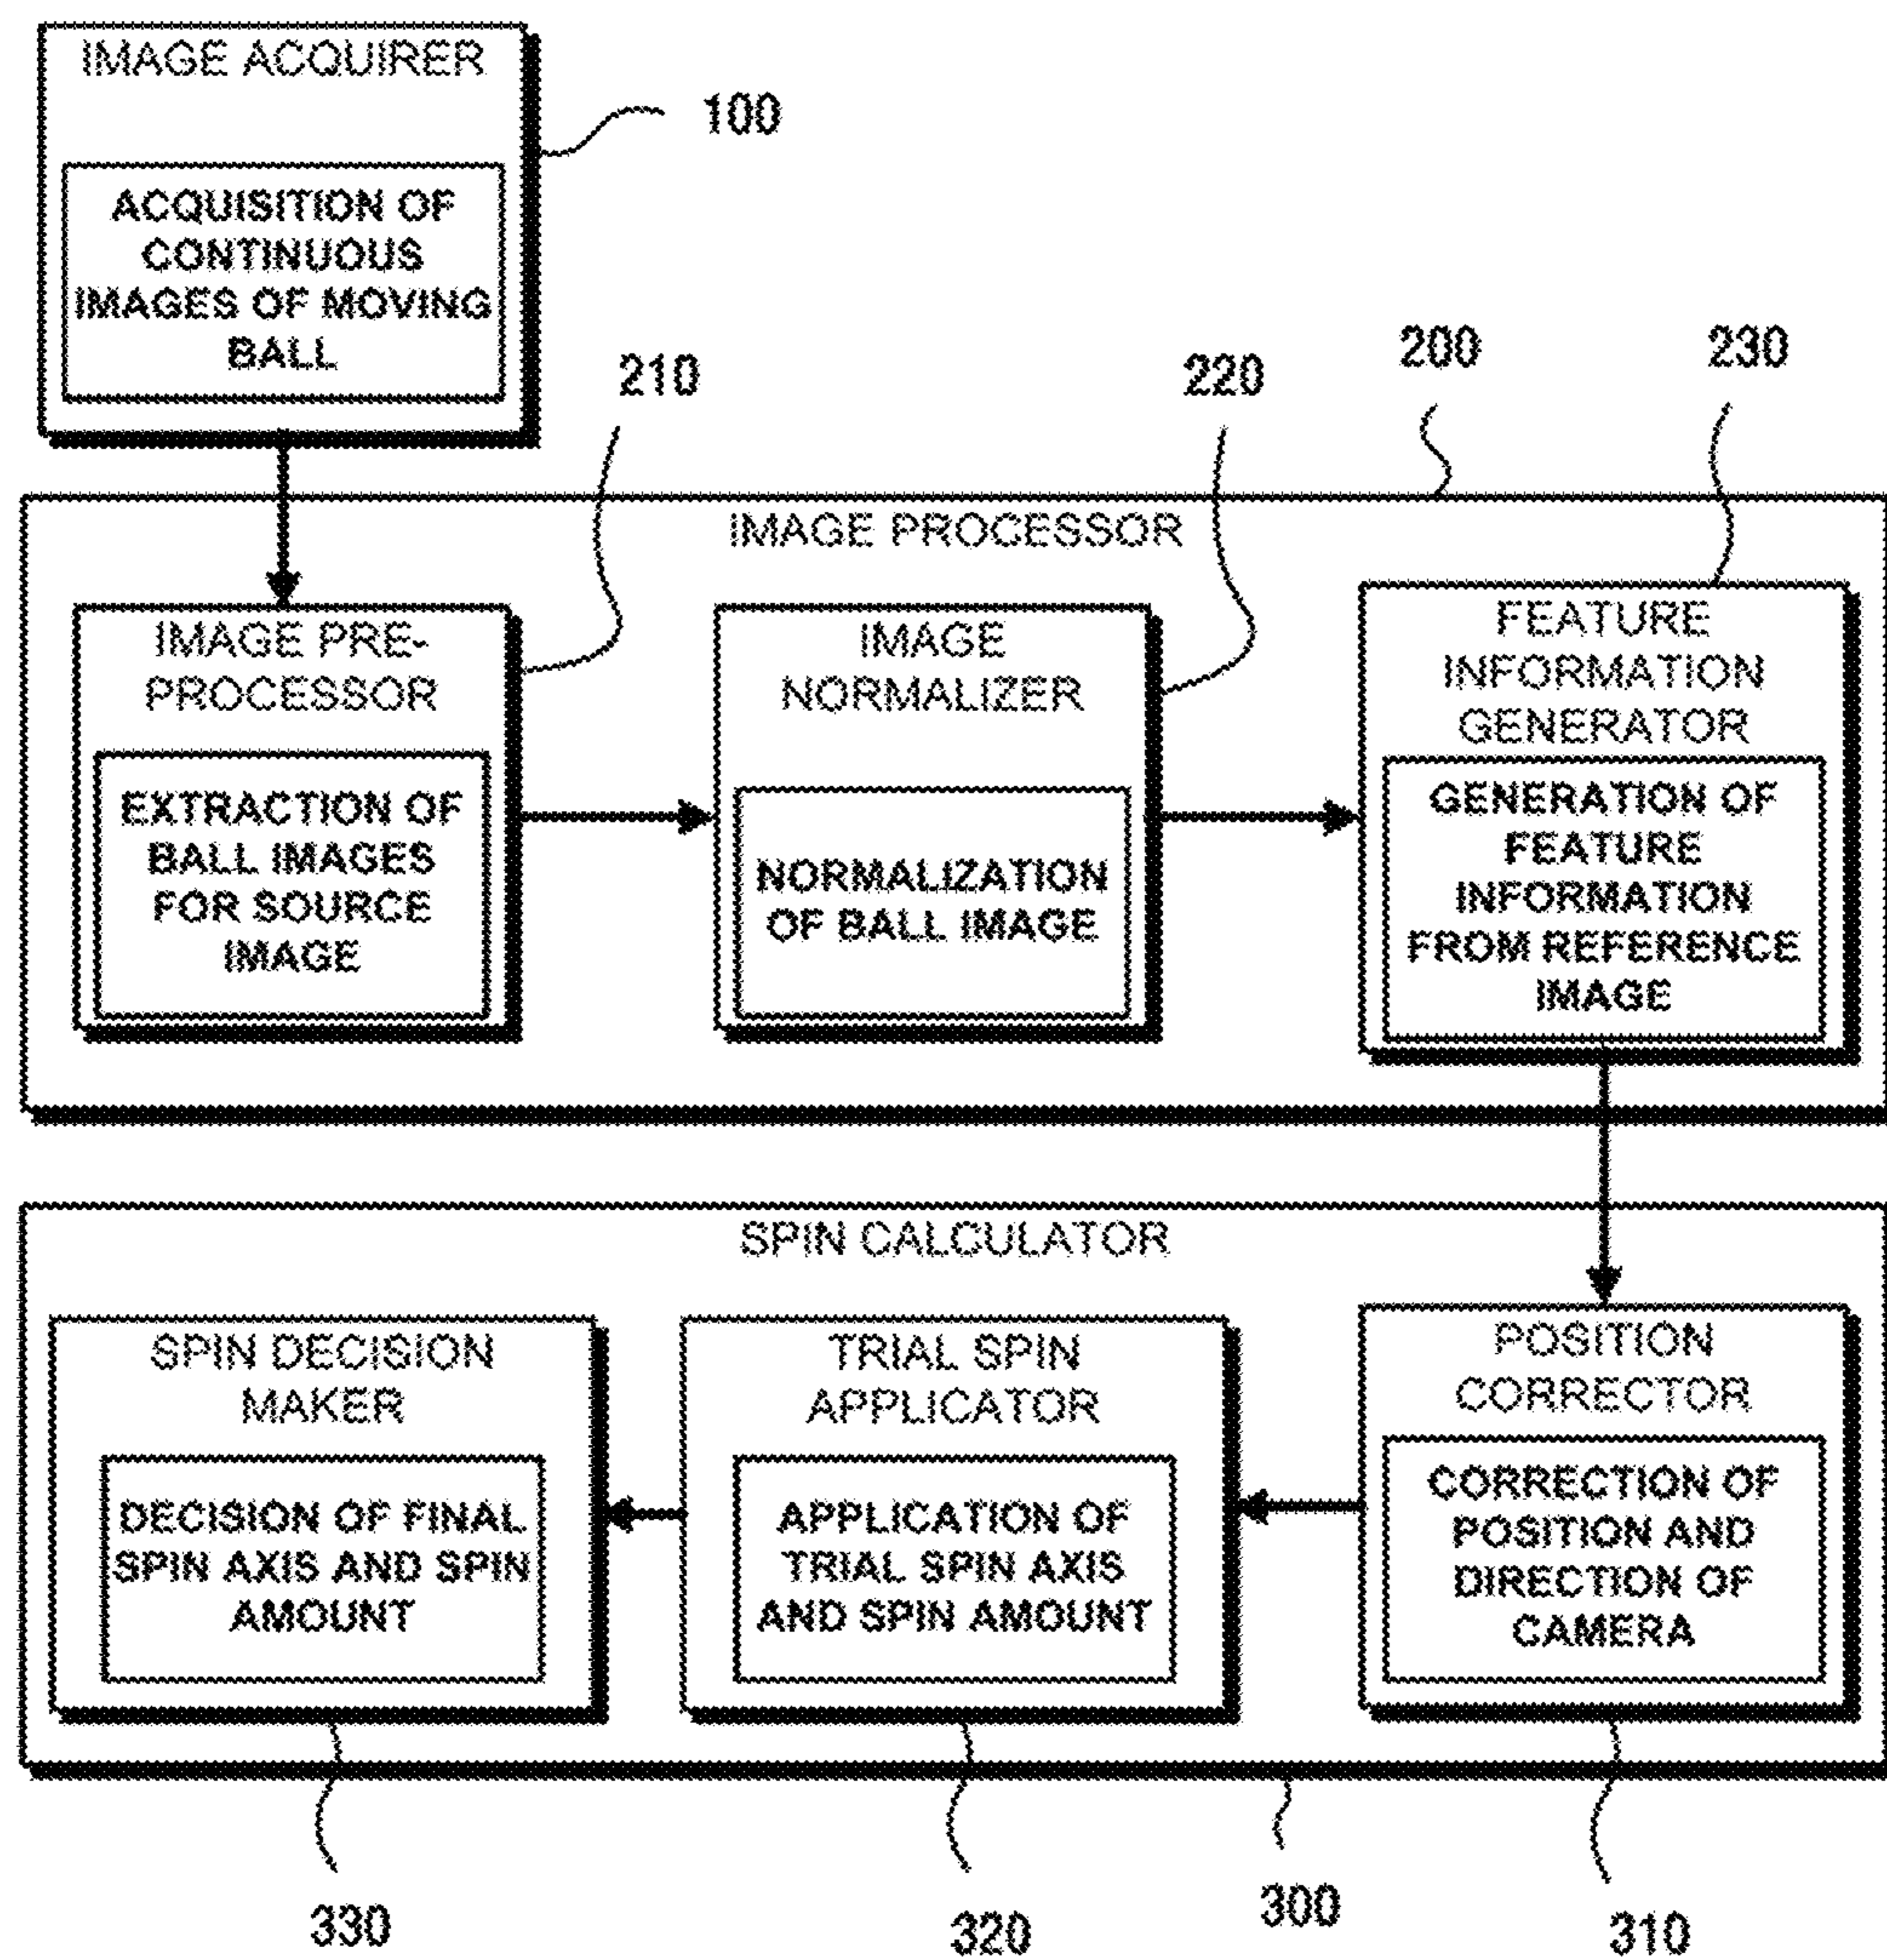 IMAGE ACQUIRER
100
ACQUISITION OF
CONTINUOUS
IMAGES OF MOVING
BALL
210
220
200
230
IMAGE PROCESSOR
IMAGE PRE-
PROCESSOR
EXTRACTION OF
BALL IMAGES
FOR SOURCE
IMAGE
IMAGE
NORMALIZER
NORMALIZATION
OF BALL IMAGE
FEATURE
INFORMATION
GENERATOR
GENERATION OF
FEATURE
INFORMATION
FROM REFERENCE
IMAGE
SPIN CALCULATOR
SPIN DECISION
MAKER
DECISION OF FINAL
SPIN AXIS AND SPIN
AMOUNT
TRIAL SPIN
APPLICATOR
APPLICATION OF
TRIAL SPIN AXIS
AND SPIN AMOUNT
POSITION
CORRECTOR
CORRECTION OF
POSITION AND
DIRECTION OF
CAMERA
330
320
300
310